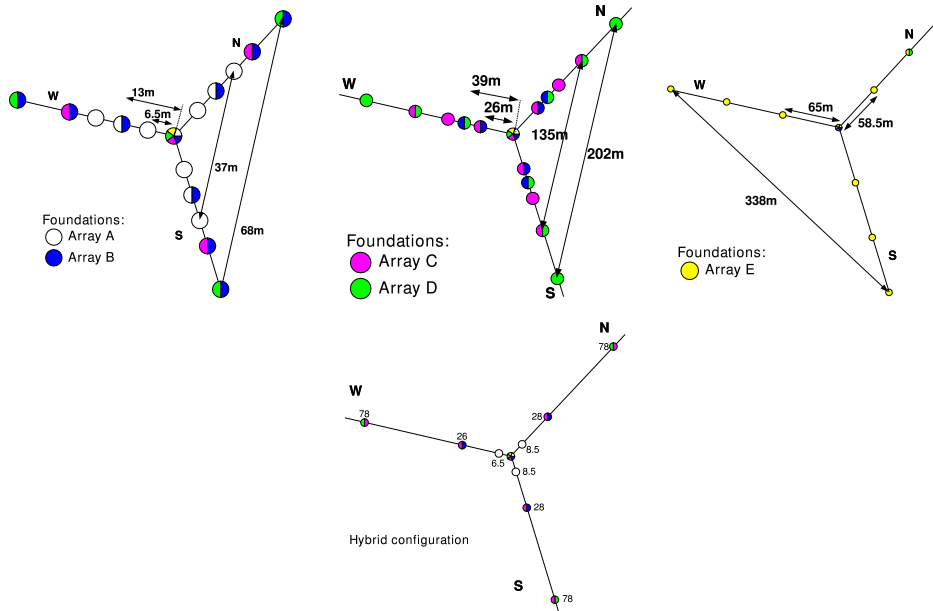 N
W
13m
6.5m
37m
68m
S
Foundations:
Array A
Array B
N
W
39m
26m
135m
202m
Foundations:
Array C
Array D
S
N
W
65m
58.5m
338m
S
Foundations:
Array E
N
78
W
78
28
26
8.5
6.5
8.5
28
Hybrid configuration
S
78